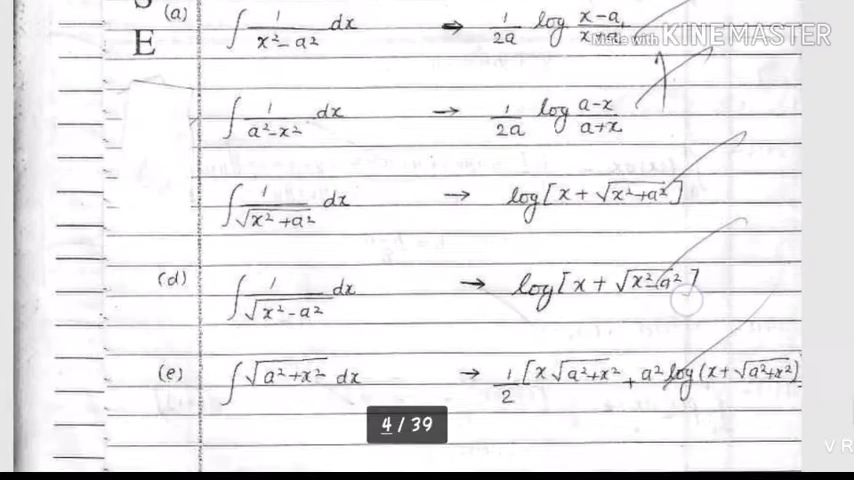 S
E
(a) ∫ 1/(x²-a²) dx → 1/2a log (x-a)/(x+a)
Made with KINEMASTER
∫ 1/(a²-x²) dx → 1/2a log (a-x)/(a+x)
∫ 1/√(x²+a²) dx → log[x + √(x²+a²)]
(d) ∫ 1/√(x²-a²) dx → log[x + √(x²-a²)]
(e) ∫ √(a²+x²) dx → 1/2 [x√(a²+x²) + a² log(x+√(a²+x²))
4 / 39
V R